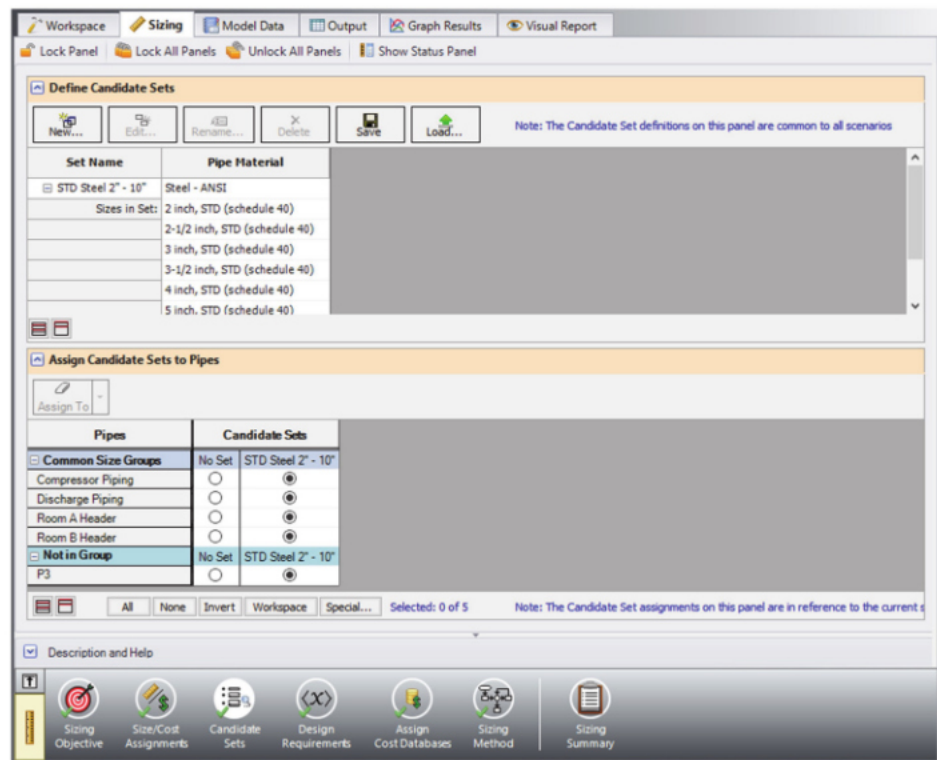 Workspace Sizing Model Data Output Graph Results Visual Report
Lock Panel Lock All Panels Unlock All Panels Show Status Panel
Define Candidate Sets
New... Edit... Rename... Delete Save Load... Note: The Candidate Set definitions on this panel are common to all scenarios
Set Name Pipe Material
STD Steel 2" - 10" Steel - ANSI
Sizes in Set: 2 inch, STD (schedule 40)
2-1/2 inch, STD (schedule 40)
3 inch, STD (schedule 40)
3-1/2 inch, STD (schedule 40)
4 inch, STD (schedule 40)
5 inch, STD (schedule 40)
Assign Candidate Sets to Pipes
Assign To
Pipes Candidate Sets
Common Size Groups No Set STD Steel 2" - 10"
Compressor Piping
Discharge Piping
Room A Header
Room B Header
Not in Group No Set STD Steel 2" - 10"
P3
All None Invert Workspace Special... Selected: 0 of 5 Note: The Candidate Set assignments on this panel are in reference to the current s
Description and Help
Sizing Objective
Size/Cost Assignments
Candidate Sets
(X) Design Requirements
$ Assign Cost Databases
Sizing Method
Sizing Summary